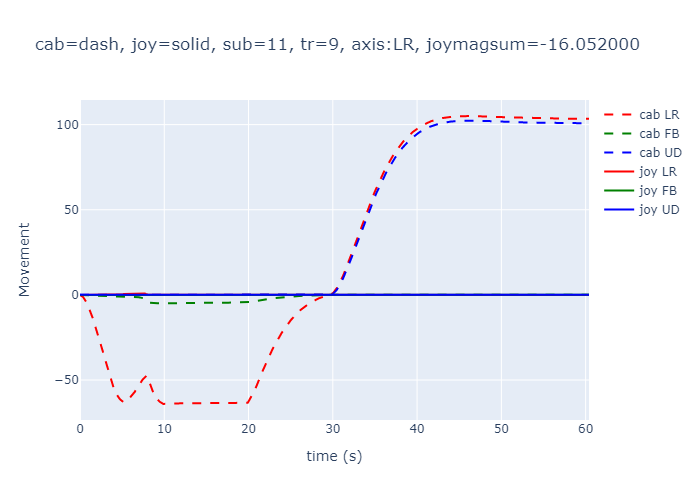 cab=dash, joy=solid, sub=11, tr=9, axis:LR, joymagsum=-16.052000
cab LR
cab FB
cab UD
joy LR
joy FB
joy UD
Movement
100
50
0
−50
0
10
20
30
40
50
60
time (s)